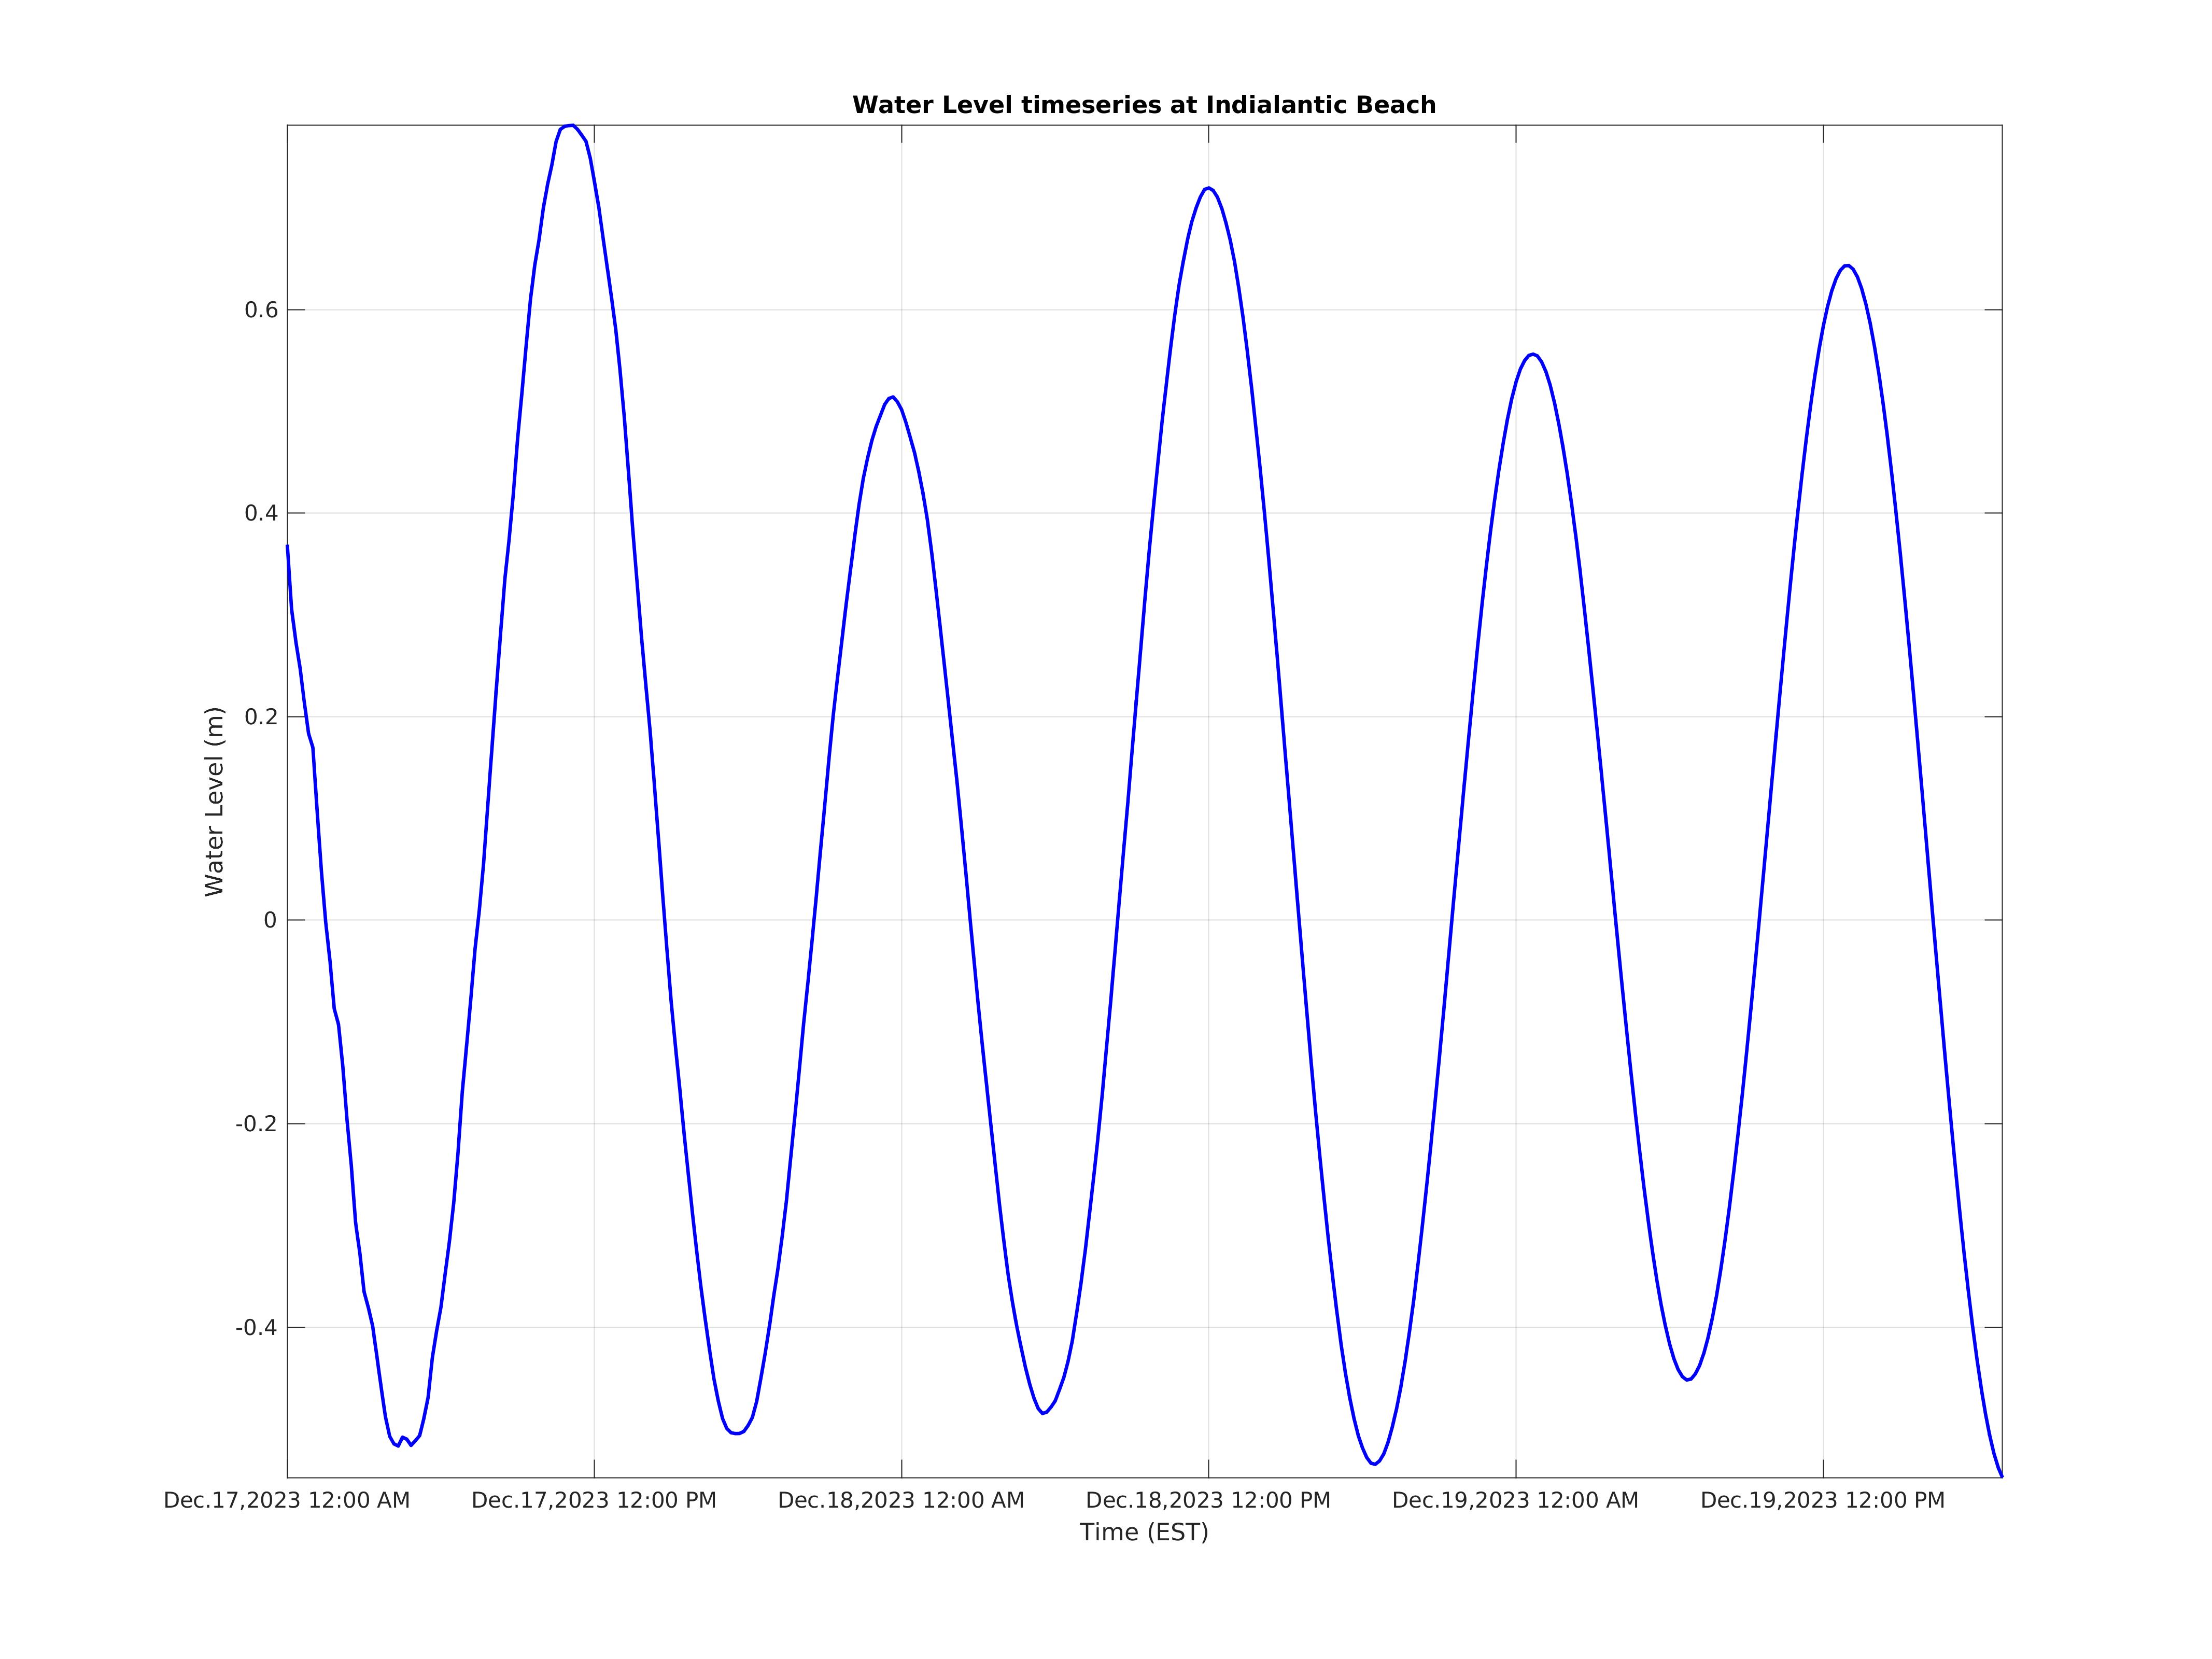 Water Level timeseries at Indialantic Beach
Water Level (m)
0.6
0.4
0.2
0
-0.2
-0.4
Dec.17,2023 12:00 AM
Dec.17,2023 12:00 PM
Dec.18,2023 12:00 AM
Dec.18,2023 12:00 PM
Dec.19,2023 12:00 AM
Dec.19,2023 12:00 PM
Time (EST)